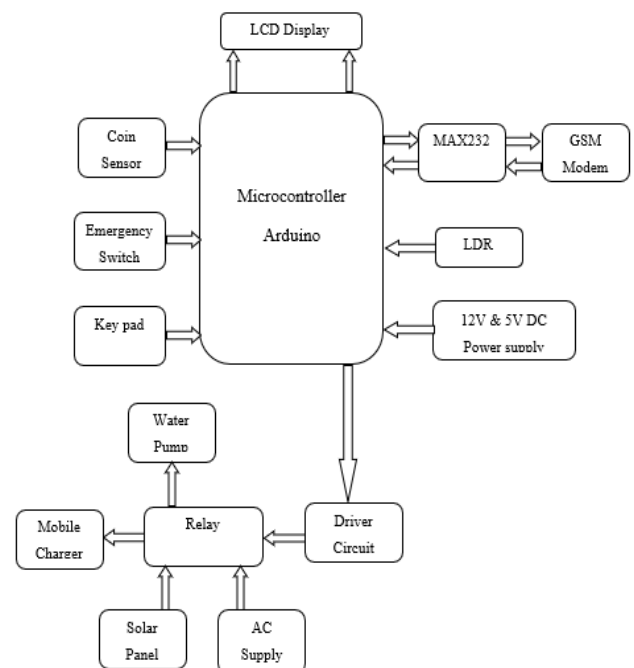 LCD Display
Coin
Sensor
MAX232
GSM
Modem
Microcontroller
Arduino
Emergency
Switch
LDR
Key pad
12V & 5V DC
Power supply
Water
Pump
Mobile
Charger
Relay
Driver
Circuit
Solar
Panel
AC
Supply